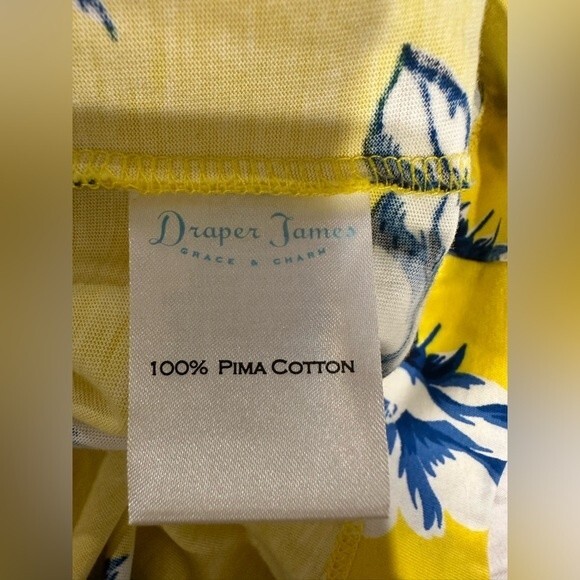 Draper James
GRACE & CHARM
100% PIMA COTTON